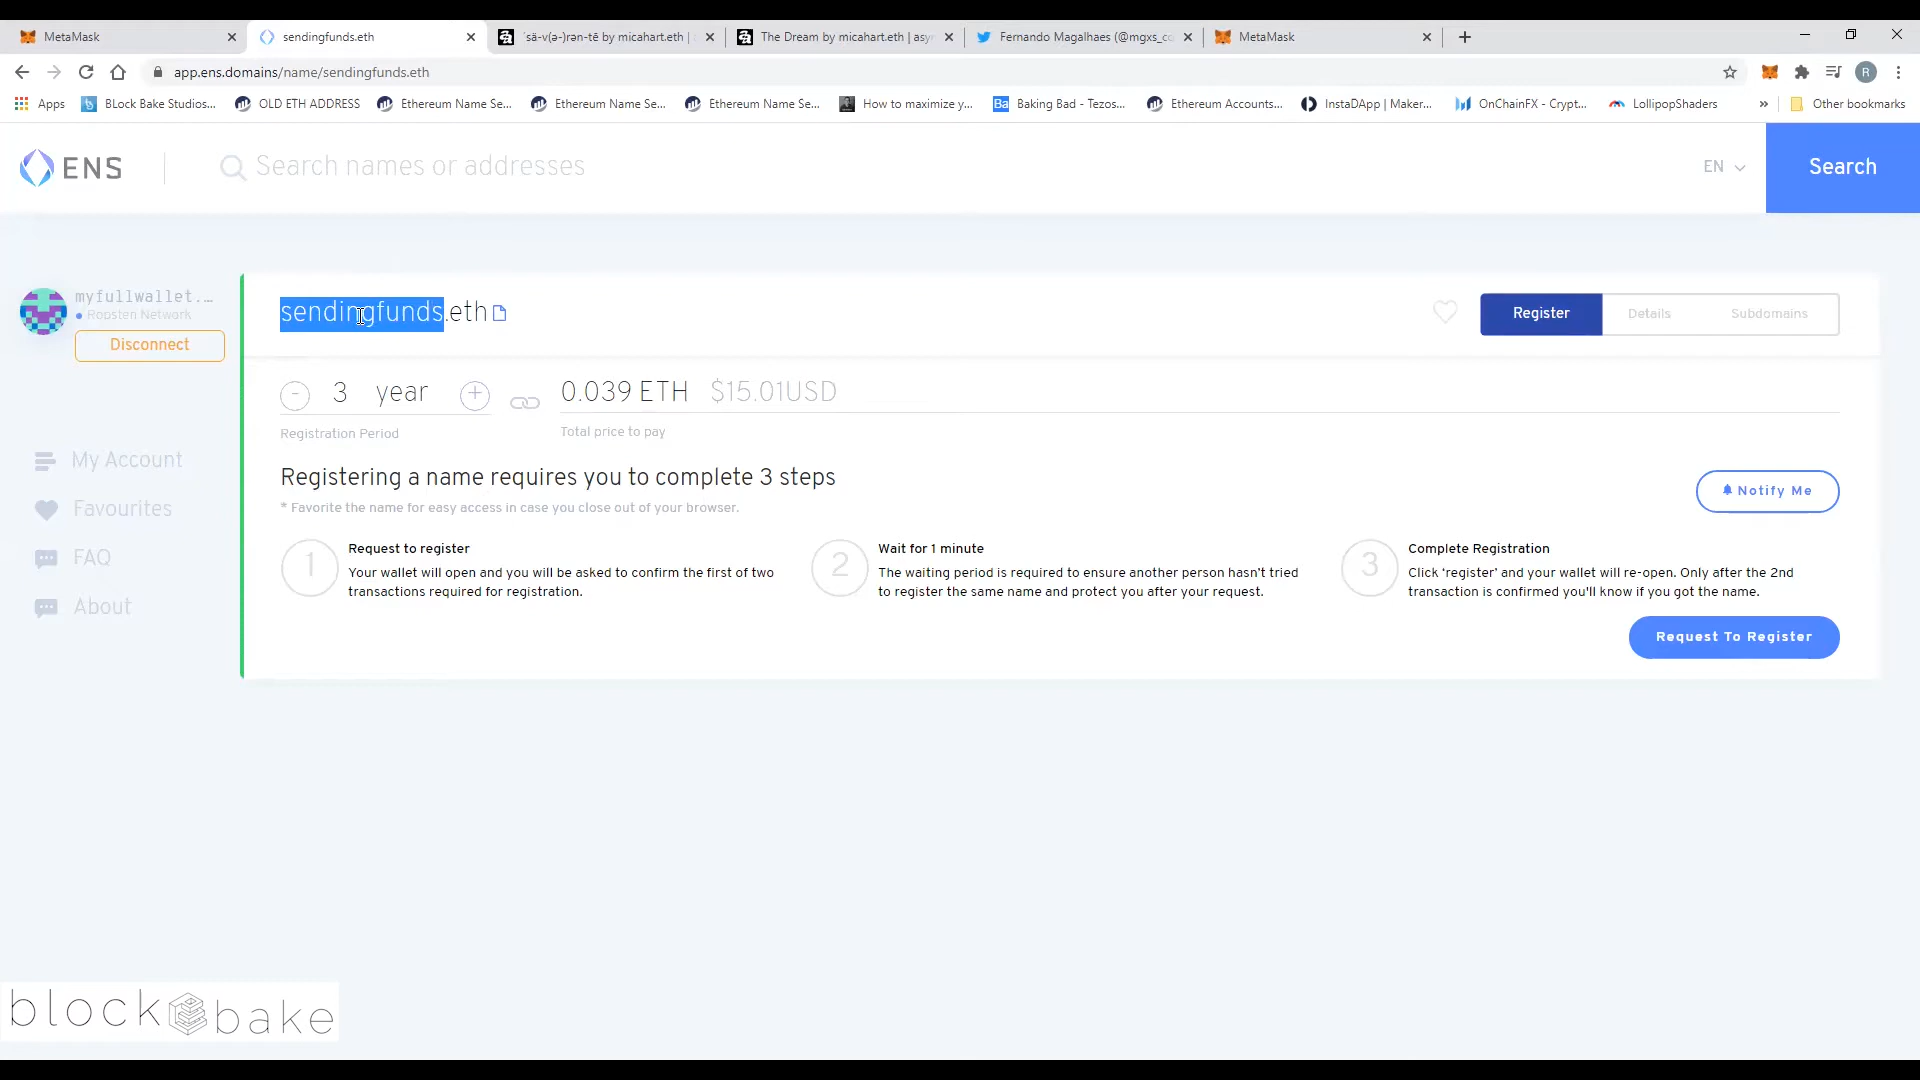 MetaMask
sendingfunds.eth
ˈsä-v(ə-)rən-tē by micahart.eth |
The Dream by micahart.eth | asy
Fernando Magalhaes (@mgxs_co
MetaMask
app.ens.domains/name/sendingfunds.eth
R
Apps
BLock Bake Studios...
OLD ETH ADDRESS
Ethereum Name Se...
Ethereum Name Se...
Ethereum Name Se...
How to maximize y...
Ba Baking Bad - Tezos...
Ethereum Accounts...
InstaDApp | Maker...
OnChainFX - Crypt...
LollipopShaders
»
Other bookmarks
ENS
Search names or addresses
EN
Search
myfullwallet....
Ropsten Network
Disconnect
sendingfunds.eth
Register
Details
Subdomains
- 3 year +
0.039 ETH $15.01USD
Registration Period
Total price to pay
My Account
Favourites
FAQ
About
Registering a name requires you to complete 3 steps
* Favorite the name for easy access in case you close out of your browser.
Notify Me
1
Request to register
Your wallet will open and you will be asked to confirm the first of two
transactions required for registration.
2
Wait for 1 minute
The waiting period is required to ensure another person hasn't tried
to register the same name and protect you after your request.
3
Complete Registration
Click 'register' and your wallet will re-open. Only after the 2nd
transaction is confirmed you'll know if you got the name.
Request To Register
block bake